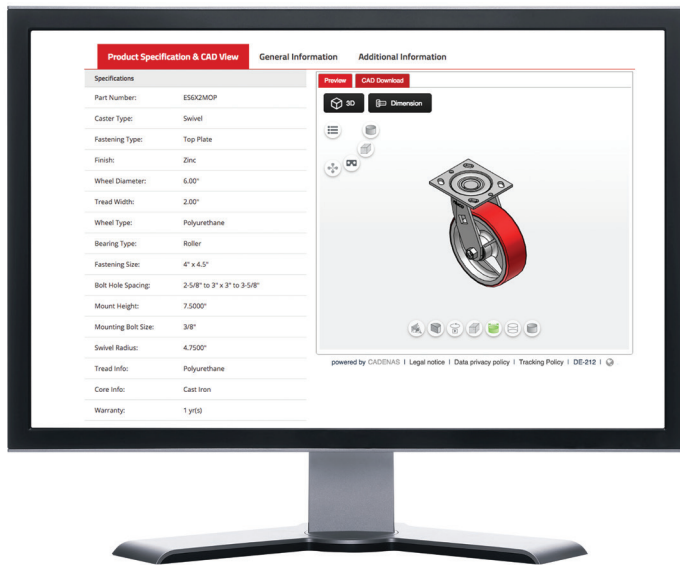 Product Specification & CAD View General Information Additional Information
Specifications
Part Number: ES6X2MOP
Caster Type: Swivel
Fastening Type: Top Plate
Finish: Zinc
Wheel Diameter: 6.00"
Tread Width: 2.00"
Wheel Type: Polyurethane
Bearing Type: Roller
Fastening Size: 4" x 4.5"
Bolt Hole Spacing: 2-5/8" to 3" x 3" to 3-5/8"
Mount Height: 7.5000"
Mounting Bolt Size: 3/8"
Swivel Radius: 4.7500"
Tread Info: Polyurethane
Core Info: Cast Iron
Warranty: 1 yr(s)
Preview CAD Download
3D Dimension
powered by CADENAS | Legal notice | Data privacy policy | Tracking Policy | DE-212 |